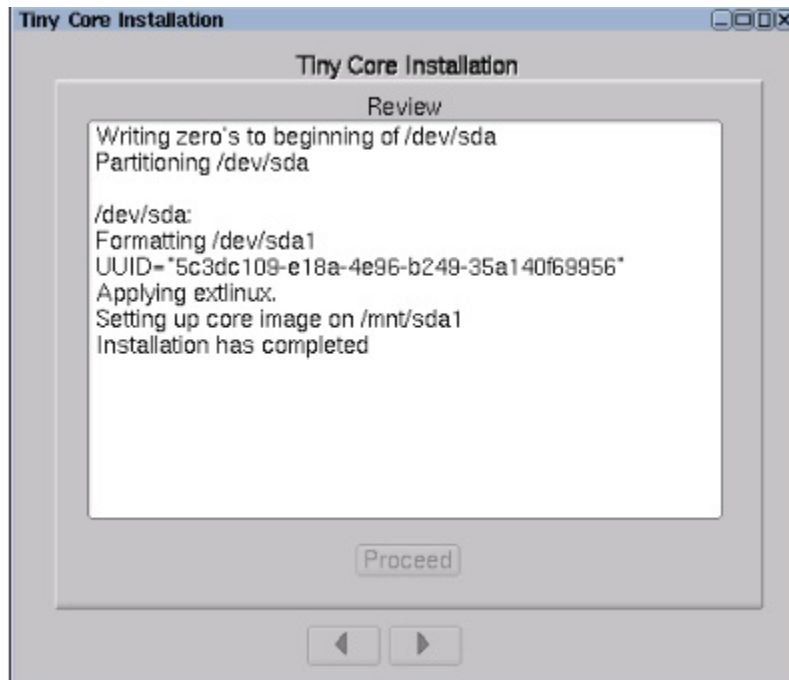 Tiny Core Installation
Tiny Core Installation
Review
Writing zero's to beginning of /dev/sda
Partitioning /dev/sda
/dev/sda:
Formatting /dev/sda1
UUID="5c3dc109-e18a-4e96-b249-35a140f69956"
Applying extlinux.
Setting up core image on /mnt/sda1
Installation has completed
Proceed